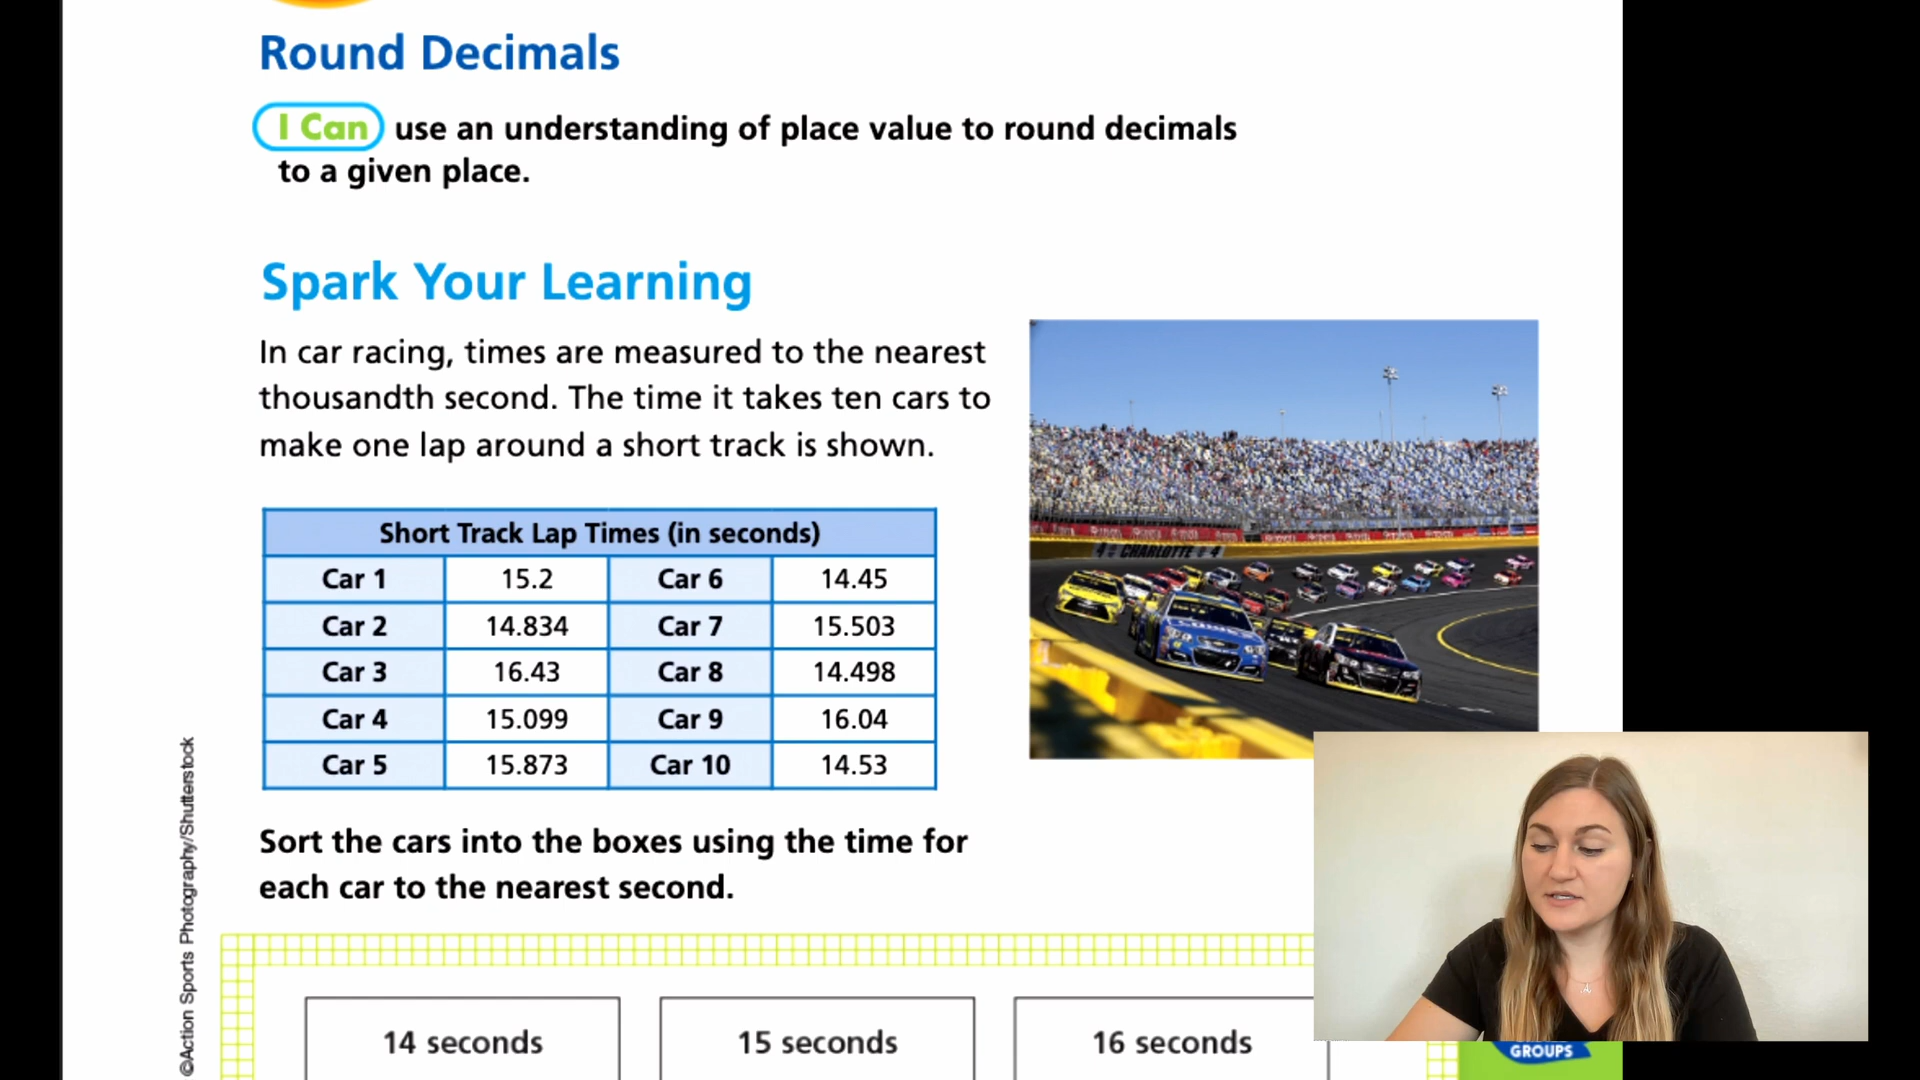 Round Decimals
I Can use an understanding of place value to round decimals
to a given place.
Spark Your Learning
In car racing, times are measured to the nearest
thousandth second. The time it takes ten cars to
make one lap around a short track is shown.
Short Track Lap Times (in seconds)
Car 1 15.2 Car 6 14.45
Car 2 14.834 Car 7 15.503
Car 3 16.43 Car 8 14.498
Car 4 15.099 Car 9 16.04
Car 5 15.873 Car 10 14.53
CHARLOTTE
©Action Sports Photography/Shutterstock
Sort the cars into the boxes using the time for
each car to the nearest second.
14 seconds 15 seconds 16 seconds
GROUPS